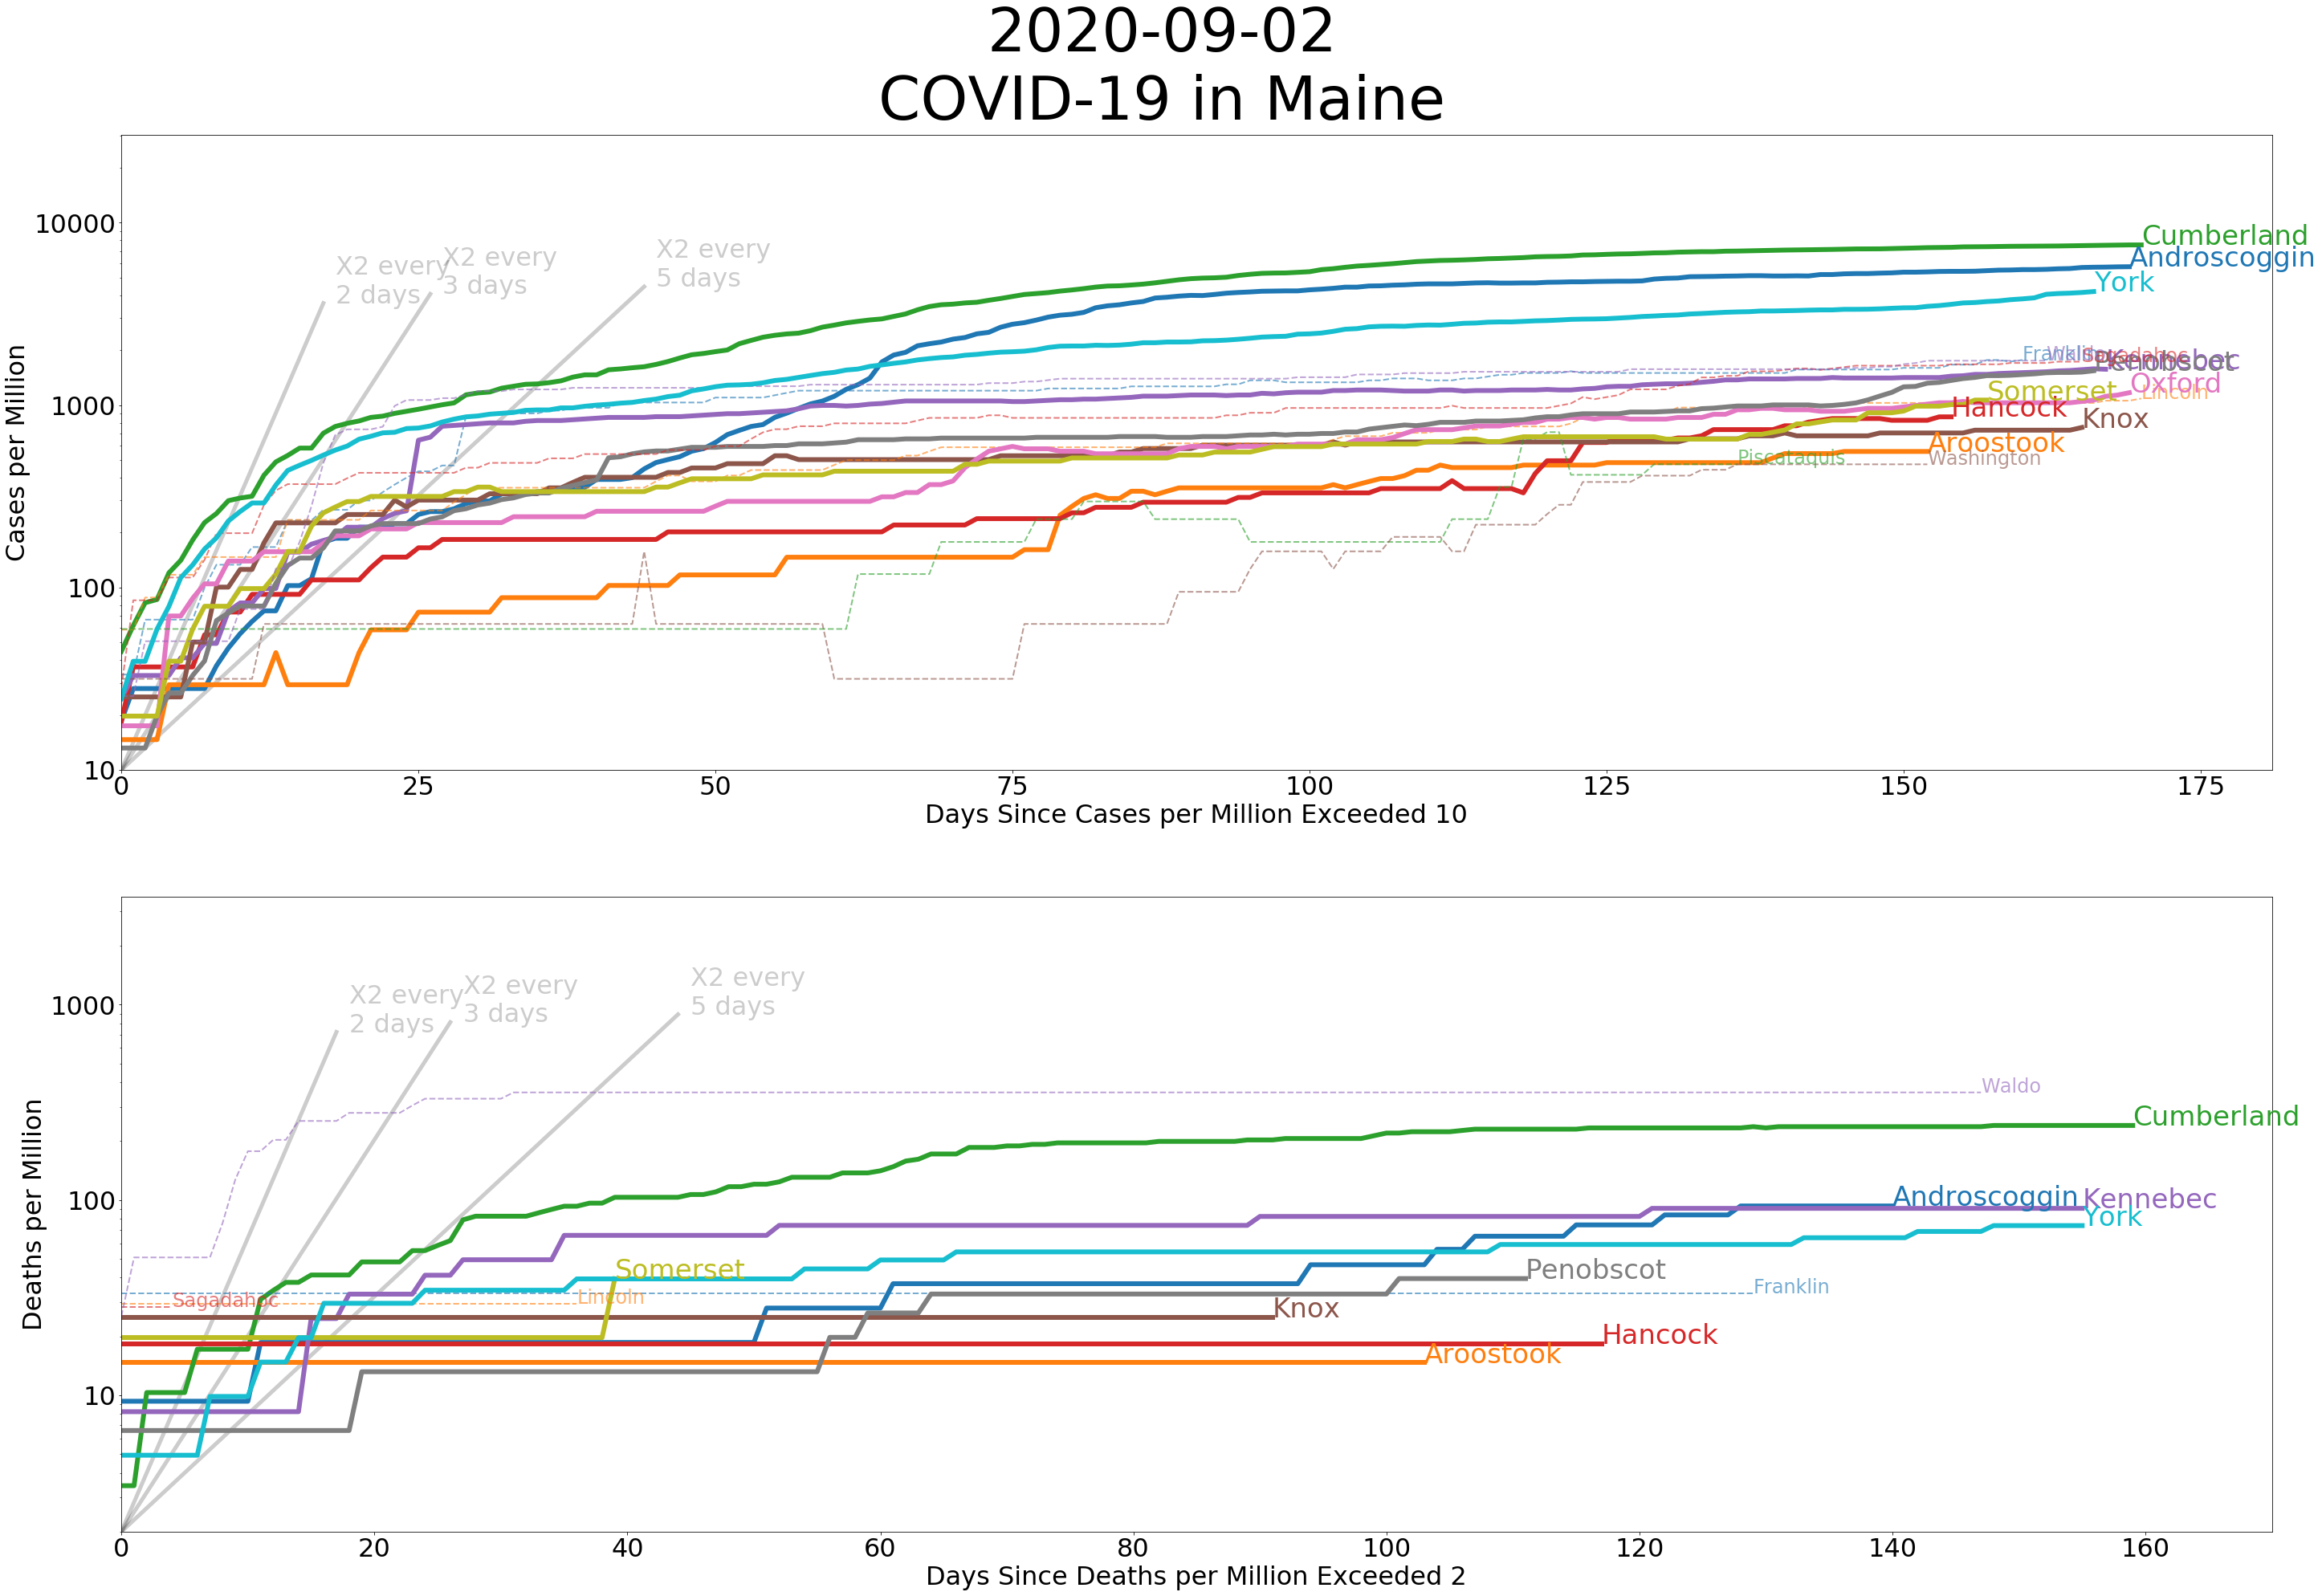 2020-09-02
COVID-19 in Maine
Cases per Million
10000
1000
100
10
X2 every
2 days
X2 every
3 days
X2 every
5 days
Cumberland
Androscoggin
York
Franklin
Waldo
Sagadahoc
Kennebec
Penobscot
Oxford
Somerset
Lincoln
Hancock
Knox
Aroostook
Piscataquis
Washington
0
25
50
75
100
125
150
175
Days Since Cases per Million Exceeded 10
Deaths per Million
1000
100
10
X2 every
2 days
X2 every
3 days
X2 every
5 days
Waldo
Cumberland
Androscoggin
Kennebec
York
Somerset
Penobscot
Sagadahoc
Lincoln
Franklin
Knox
Hancock
Aroostook
0
20
40
60
80
100
120
140
160
Days Since Deaths per Million Exceeded 2